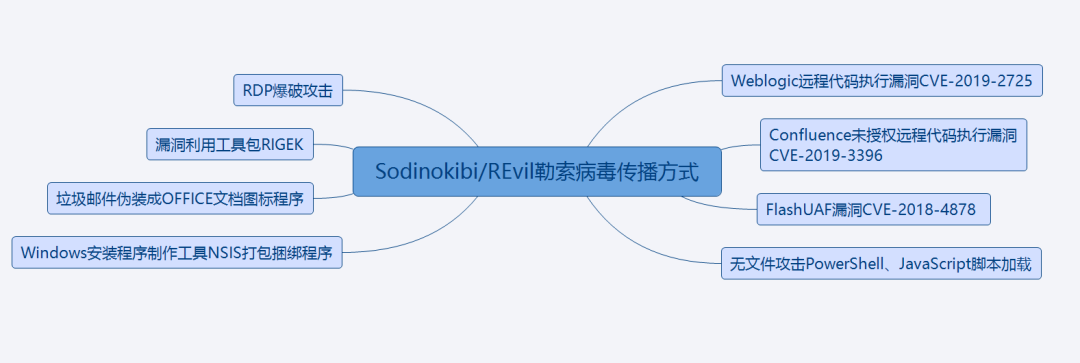 RDP爆破攻击
漏洞利用工具包RIGEK
垃圾邮件伪装成OFFICE文档图标程序
Windows安装程序制作工具NSIS打包捆绑程序
Sodinokibi/REvil勒索病毒传播方式
Weblogic远程代码执行漏洞CVE-2019-2725
Confluence未授权远程代码执行漏洞
CVE-2019-3396
FlashUAF漏洞CVE-2018-4878
无文件攻击PowerShell、JavaScript脚本加载